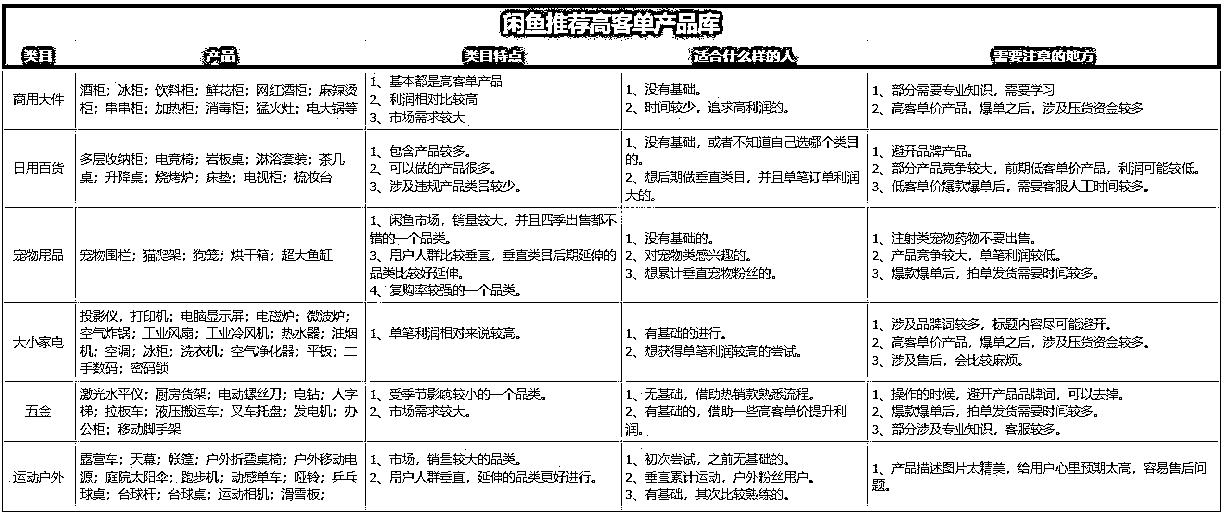 闲鱼推荐高客单产品库
类目 产品 类目特点 适合什么样的人 需要注意的地方
商用大件
酒柜；冰柜；饮料柜；鲜花柜；网红酒柜；麻辣烫
柜；串串柜；加热柜；消毒柜；猛火灶；电大锅等
1、基本都是高客单产品
2、利润相对比较高
3、市场需求较大
1、没有基础。
2、时间较少，追求高利润的。
1、部分需要专业知识，需要学习
2、高客单价产品，爆单之后，涉及压货资金较多
日用百货
多层收纳柜；电竞椅；岩板桌；淋浴套装；茶几
桌；升降桌；烧烤炉；床垫；电视柜；梳妆台
1、包含产品较多。
2、可以做的产品很多。
3、涉及违规产品类目较少。
1、没有基础，或者不知道自己选哪个类目
的。
2、想后期做垂直类目，并且单笔订单利润
大的。
1、避开品牌产品。
2、部分产品竞争较大，前期低客单价产品，利润可能较低。
3、低客单价爆款爆单后，需要客服人工时间较多。
宠物用品
宠物围栏；猫爬架；狗笼；烘干箱；超大鱼缸
1、闲鱼市场，销量较大，并且四季出售都不
错的一个品类。
3、用户人群比较垂直，垂直类目后期延伸的
品类比较好延伸。
4、复购率较强的一个品类。
1、没有基础的。
2、对宠物类感兴趣的。
3、想累计垂直宠物粉丝的。
1、注射类宠物药物不要出售。
2、产品竞争较大，单笔利润较低。
3、爆款爆单后，拍单发货需要时间较多。
大小家电
投影仪，打印机；电脑显示屏；电磁炉；微波炉；
空气炸锅；工业风扇；工业冷风机；热水器；油烟
机；空调；冰柜；洗衣机；空气净化器；平板；二
手数码；密码锁
1、单笔利润相对来说较高。
1、有基础的进行。
2、想获得单笔利润较高的尝试。
1、涉及品牌词较多，标题内容尽可能避开。
2、高客单价产品，爆单之后，涉及压货资金较多
3、涉及售后，会比较麻烦。
五金
激光水平仪；厨房货架；电动螺丝刀；电钻；人字
梯；拉板车；液压搬运车；叉车托盘；发电机；办
公柜；移动脚手架
1、受季节影响较小的一个品类。
2、市场需求较大。
1、无基础，借助热销款熟悉流程。
2、有基础的，借助一些高客单价提升利
润。
1、操作的时候，避开产品品牌词，可以去掉。
2、爆款爆单后，拍单发货需要时间较多。
3、部分涉及专业知识，客服较多。
运动户外
露营车；天幕；帐篷；户外折叠桌椅；户外移动电
源；庭院太阳伞；跑步机；动感单车；哑铃；乒乓
球桌；台球杆；台球桌；运动相机；滑雪板；
1、市场，销量较大的品类。
2、用户人群垂直，延伸的品类更好进行。
1、初次尝试，之前无基础的。
2、垂直累计运动，户外粉丝用户。
3、有基础，其次比较熟练的。
1、产品描述图片太精美，给用户心里预期太高，容易售后问
题。